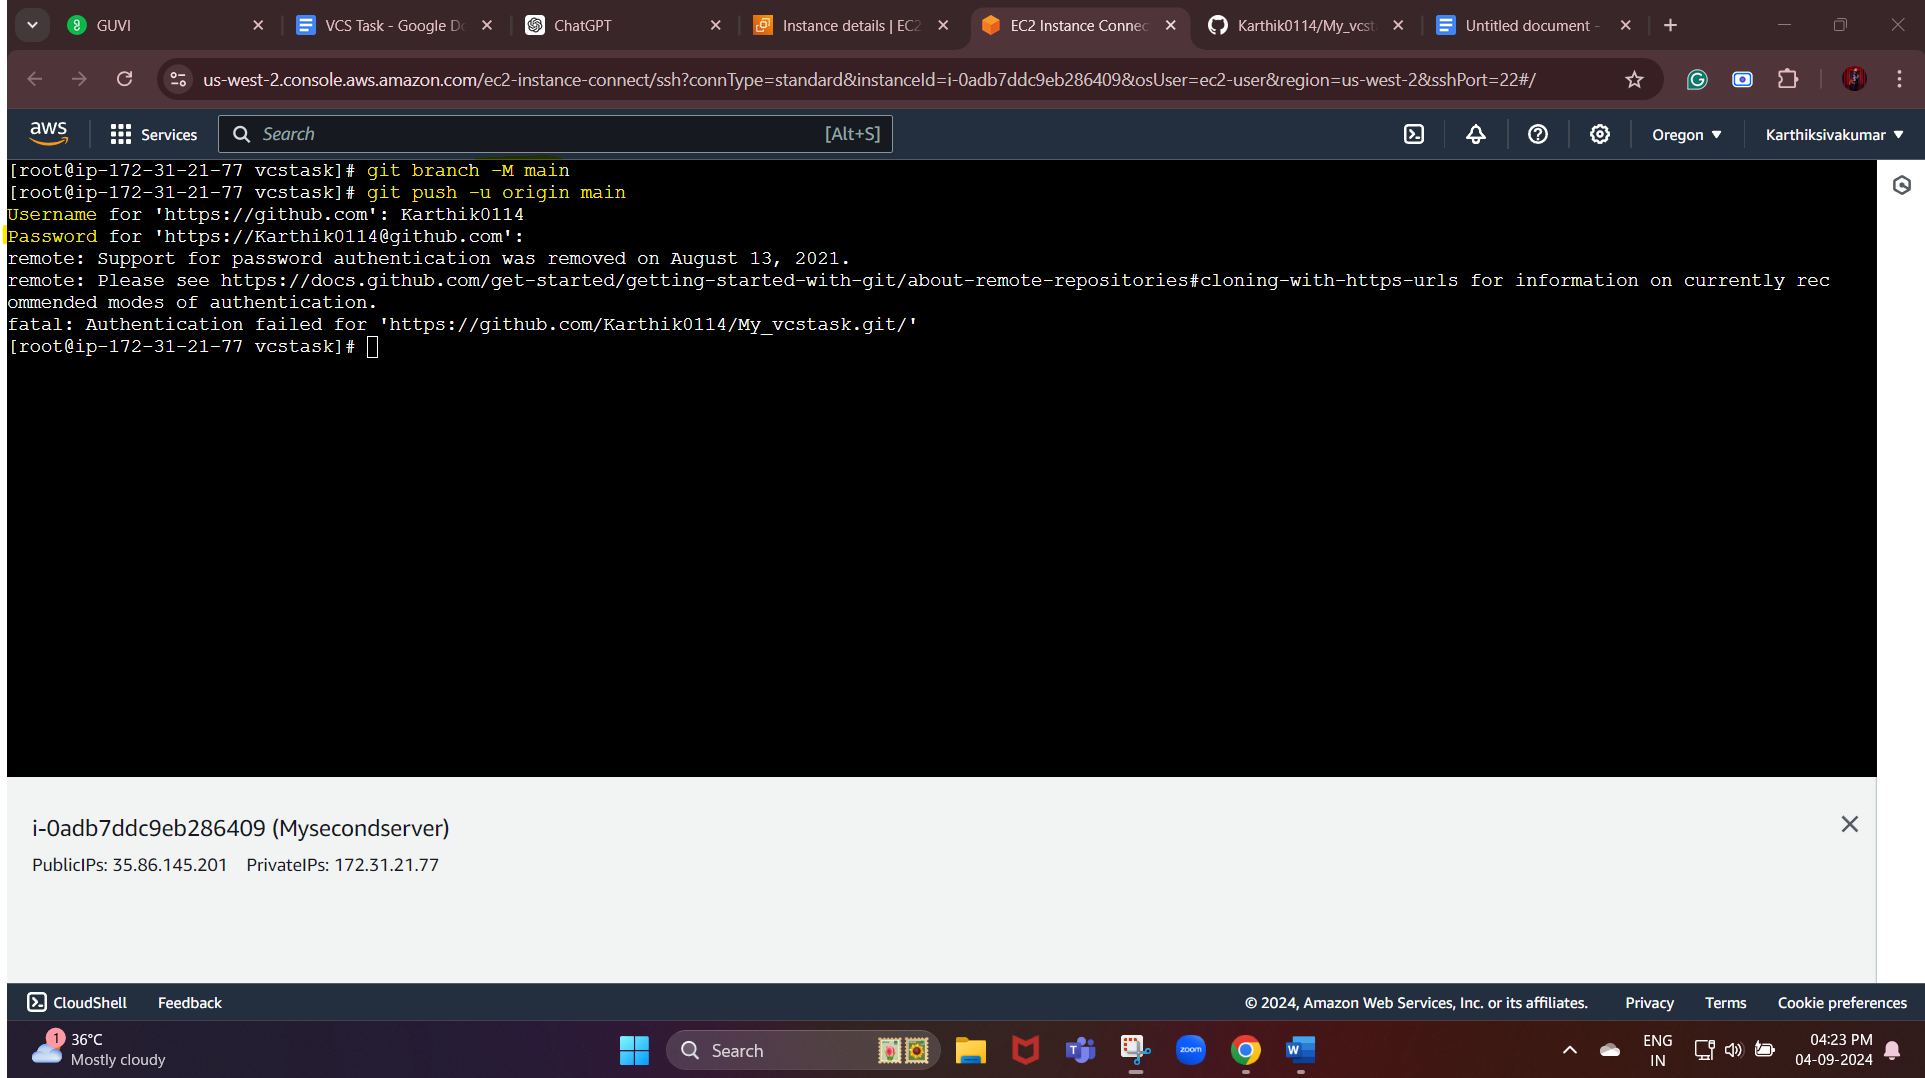 GUVI
VCS Task - Google Do
ChatGPT
Instance details | EC2
EC2 Instance Connec
Karthik0114/My_vcst
Untitled document -
us-west-2.console.aws.amazon.com/ec2-instance-connect/ssh?connType=standard&instanceId=i-0adb7ddc9eb286409&osUser=ec2-user&region=us-west-2&sshPort=22#/
aws
Services
Search
[Alt+S]
Oregon
Karthiksivakumar
[root@ip-172-31-21-77 vcstask]# git branch -M main
[root@ip-172-31-21-77 vcstask]# git push -u origin main
Username for 'https://github.com': Karthik0114
Password for 'https://Karthik0114@github.com':
remote: Support for password authentication was removed on August 13, 2021.
remote: Please see https://docs.github.com/get-started/getting-started-with-git/about-remote-repositories#cloning-with-https-urls for information on currently rec
ommended modes of authentication.
fatal: Authentication failed for 'https://github.com/Karthik0114/My_vcstask.git/'
[root@ip-172-31-21-77 vcstask]#
i-0adb7ddc9eb286409 (Mysecondserver)
PublicIPs: 35.86.145.201 PrivateIPs: 172.31.21.77
CloudShell
Feedback
© 2024, Amazon Web Services, Inc. or its affiliates.
Privacy
Terms
Cookie preferences
1
36°C
Mostly cloudy
Search
zoom
ENG
IN
04:23 PM
04-09-2024